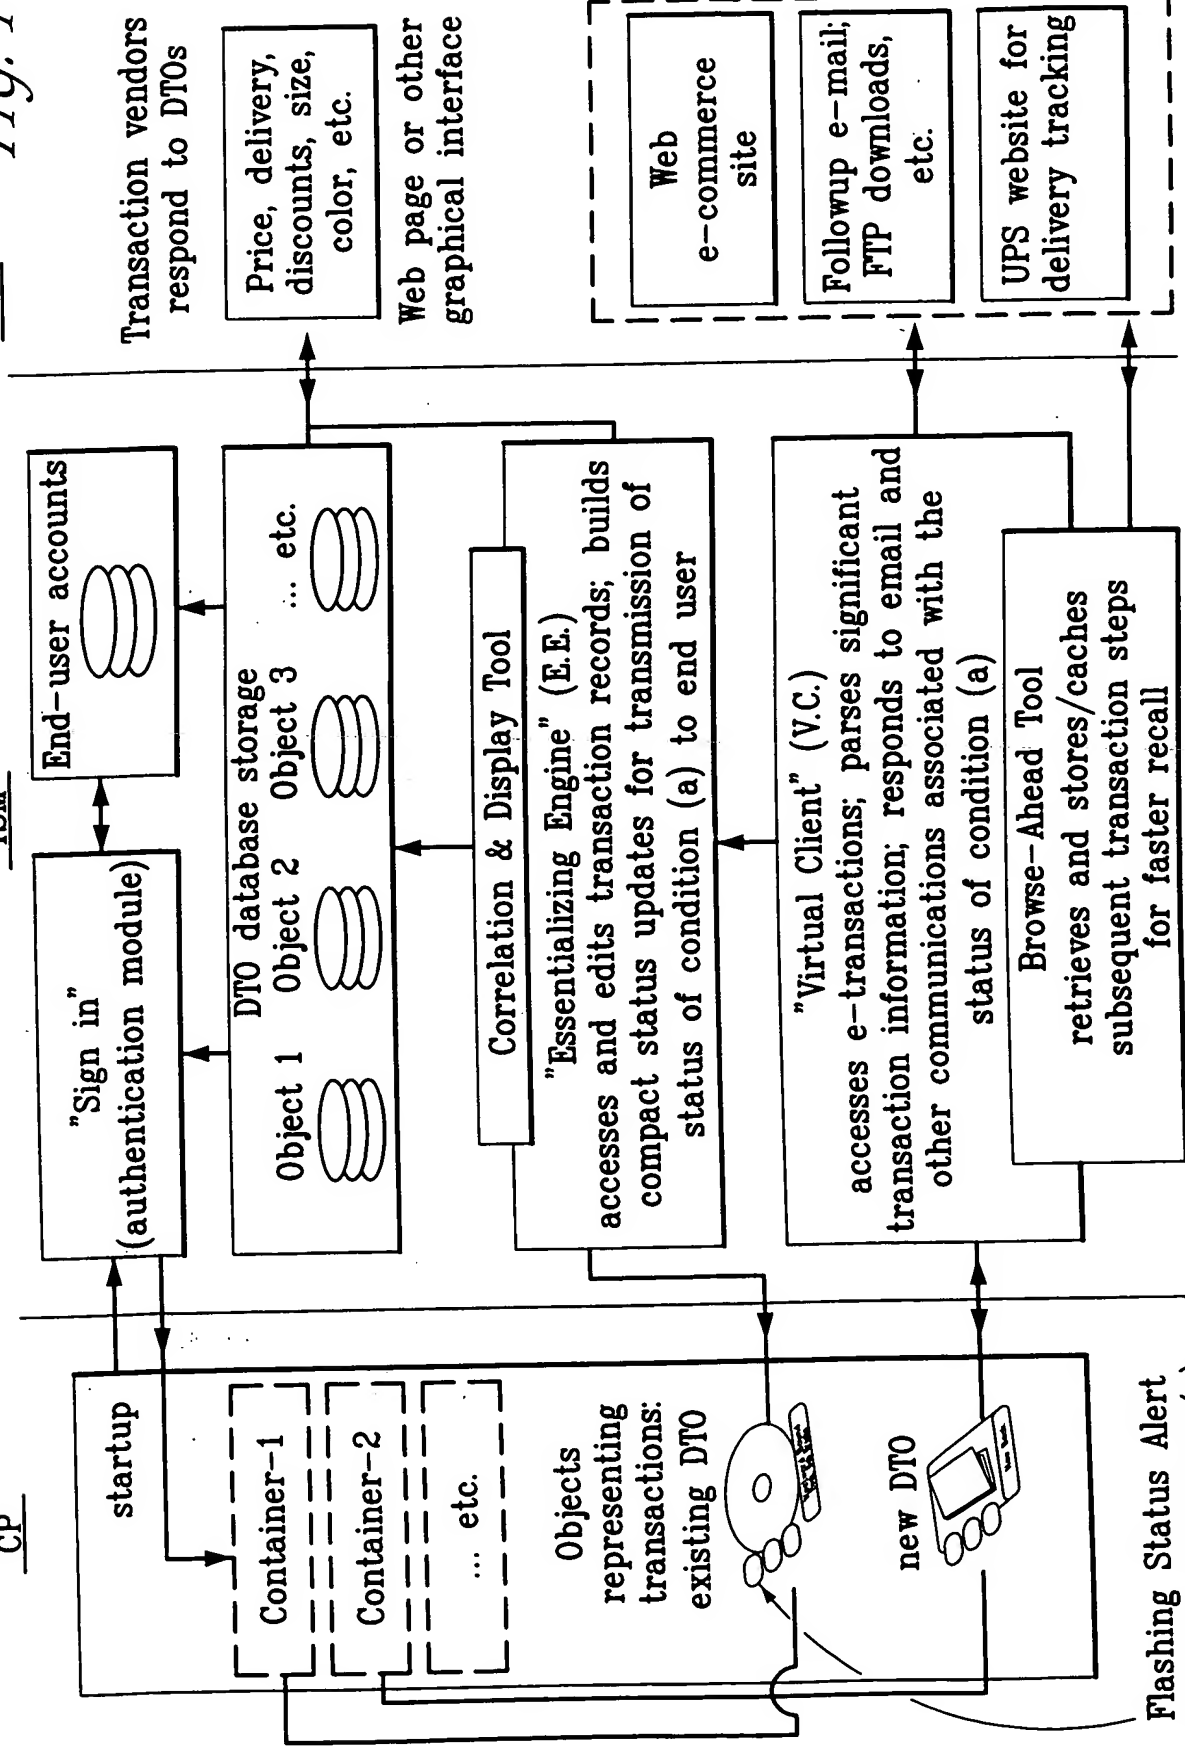 CP
startup
Container-1
Container-2
... etc.
Objects
representing
transactions:
existing DTO
new DTO
Flashing Status Alert
"Sign in"
(authentication module)
End-user accounts
DTO database storage
Object 1
Object 2
Object 3
... etc.
Correlation & Display Tool
"Essentializing Engine" (E.E.)
accesses and edits transaction records; builds
compact status updates for transmission of
status of condition (a) to end user
"Virtual Client" (V.C.)
accesses e-transactions; parses significant
transaction information; responds to email and
other communications associated with the
status of condition (a)
Browse-Ahead Tool
retrieves and stores/caches
subsequent transaction steps
for faster recall
Transaction vendors
respond to DTOs
Price, delivery,
discounts, size,
color, etc.
Web page or other
graphical interface
Web
e-commerce
site
Followup e-mail;
FTP downloads,
etc.
UPS website for
delivery tracking